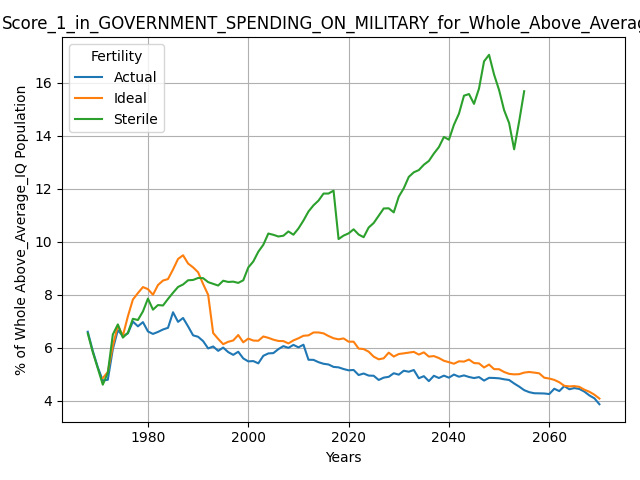 Score_1_in_GOVERNMENT_SPENDING_ON_MILITARY_for_Whole_Above_Averag
Fertility
Actual
Ideal
Sterile
% of Whole Above_Average_IQ Population
16
14
12
10
8
6
4
1980 2000 2020 2040 2060
Years